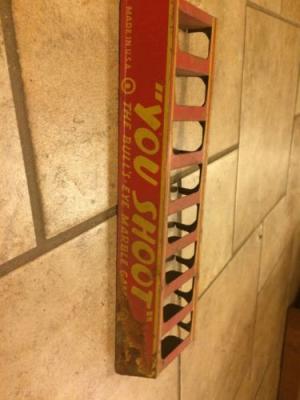 "YOU SHOOT"
MADE IN U.S.A. THE BULL'S EYE MARBLE GAME